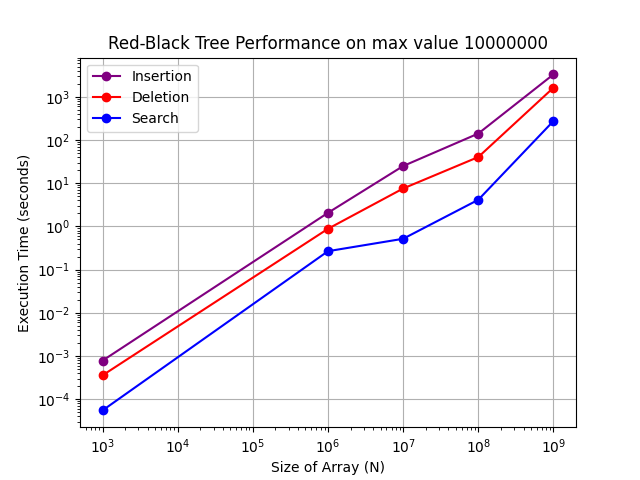 Red-Black Tree Performance on max value 10000000
Insertion
Deletion
Search
Execution Time (seconds)
10³
10²
10¹
10⁰
10⁻¹
10⁻²
10⁻³
10⁻⁴
10³ 10⁴ 10⁵ 10⁶ 10⁷ 10⁸ 10⁹
Size of Array (N)